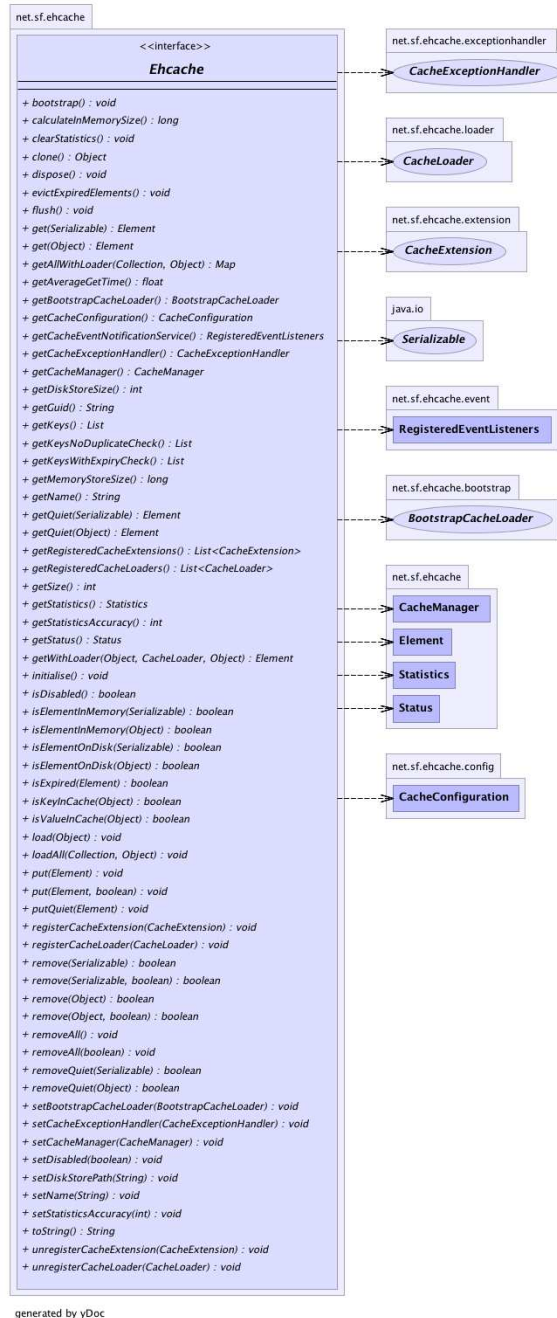 net.sf.ehcache
<<interface>>
Ehcache
+ bootstrap() : void
+ calculateInMemorySize() : long
+ clearStatistics() : void
+ clone() : Object
+ dispose() : void
+ evictExpiredElements() : void
+ flush() : void
+ get(Serializable) : Element
+ get(Object) : Element
+ getAllWithLoader(Collection, Object) : Map
+ getAverageGetTime() : float
+ getBootstrapCacheLoader() : BootstrapCacheLoader
+ getCacheConfiguration() : CacheConfiguration
+ getCacheEventNotificationService() : RegisteredEventListeners
+ getCacheExceptionHandler() : CacheExceptionHandler
+ getCacheManager() : CacheManager
+ getDiskStoreSize() : int
+ getGuid() : String
+ getKeys() : List
+ getKeysNoDuplicateCheck() : List
+ getKeysWithExpiryCheck() : List
+ getMemoryStoreSize() : long
+ getName() : String
+ getQuiet(Serializable) : Element
+ getQuiet(Object) : Element
+ getRegisteredCacheExtensions() : List<CacheExtension>
+ getRegisteredCacheLoaders() : List<CacheLoader>
+ getSize() : int
+ getStatistics() : Statistics
+ getStatisticsAccuracy() : int
+ getStatus() : Status
+ getWithLoader(Object, CacheLoader, Object) : Element
+ initialise() : void
+ isDisabled() : boolean
+ isElementInMemory(Serializable) : boolean
+ isElementInMemory(Object) : boolean
+ isElementOnDisk(Serializable) : boolean
+ isElementOnDisk(Object) : boolean
+ isExpired(Element) : boolean
+ isKeyInCache(Object) : boolean
+ isValueInCache(Object) : boolean
+ load(Object) : void
+ loadAll(Collection, Object) : void
+ put(Element) : void
+ put(Element, boolean) : void
+ putQuiet(Element) : void
+ registerCacheExtension(CacheExtension) : void
+ registerCacheLoader(CacheLoader) : void
+ remove(Serializable) : boolean
+ remove(Serializable, boolean) : boolean
+ remove(Object) : boolean
+ remove(Object, boolean) : boolean
+ removeAll() : void
+ removeAll(boolean) : void
+ removeQuiet(Serializable) : boolean
+ removeQuiet(Object) : boolean
+ setBootstrapCacheLoader(BootstrapCacheLoader) : void
+ setCacheExceptionHandler(CacheExceptionHandler) : void
+ setCacheManager(CacheManager) : void
+ setDisabled(boolean) : void
+ setDiskStorePath(String) : void
+ setName(String) : void
+ setStatisticsAccuracy(int) : void
+ toString() : String
+ unregisterCacheExtension(CacheExtension) : void
+ unregisterCacheLoader(CacheLoader) : void
net.sf.ehcache.exceptionhandler
CacheExceptionHandler
net.sf.ehcache.loader
CacheLoader
net.sf.ehcache.extension
CacheExtension
java.io
Serializable
net.sf.ehcache.event
RegisteredEventListeners
net.sf.ehcache.bootstrap
BootstrapCacheLoader
net.sf.ehcache
CacheManager
Element
Statistics
Status
net.sf.ehcache.config
CacheConfiguration
generated by yDoc